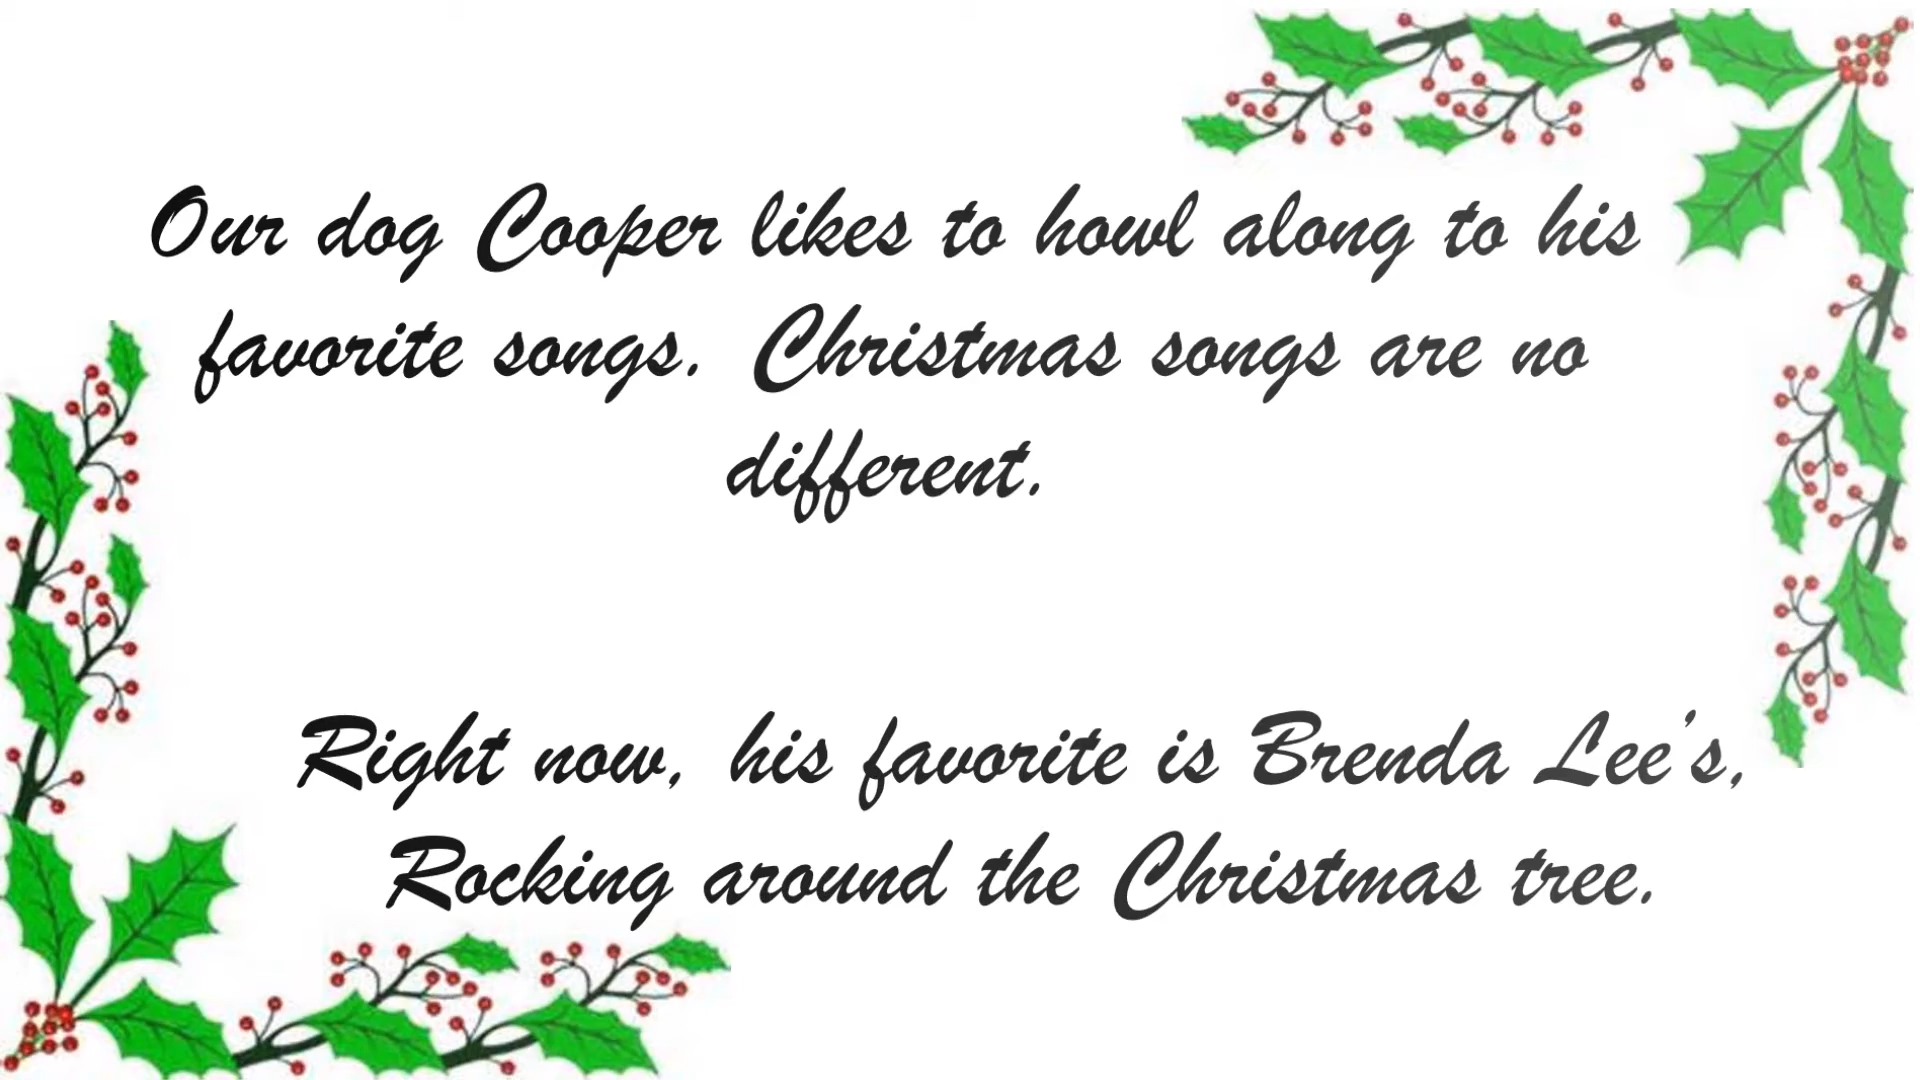 Our dog Cooper likes to howl along to his
favorite songs.  Christmas songs are no
different.
Right now,  his favorite is Brenda Lee's,
Rocking around the Christmas tree.